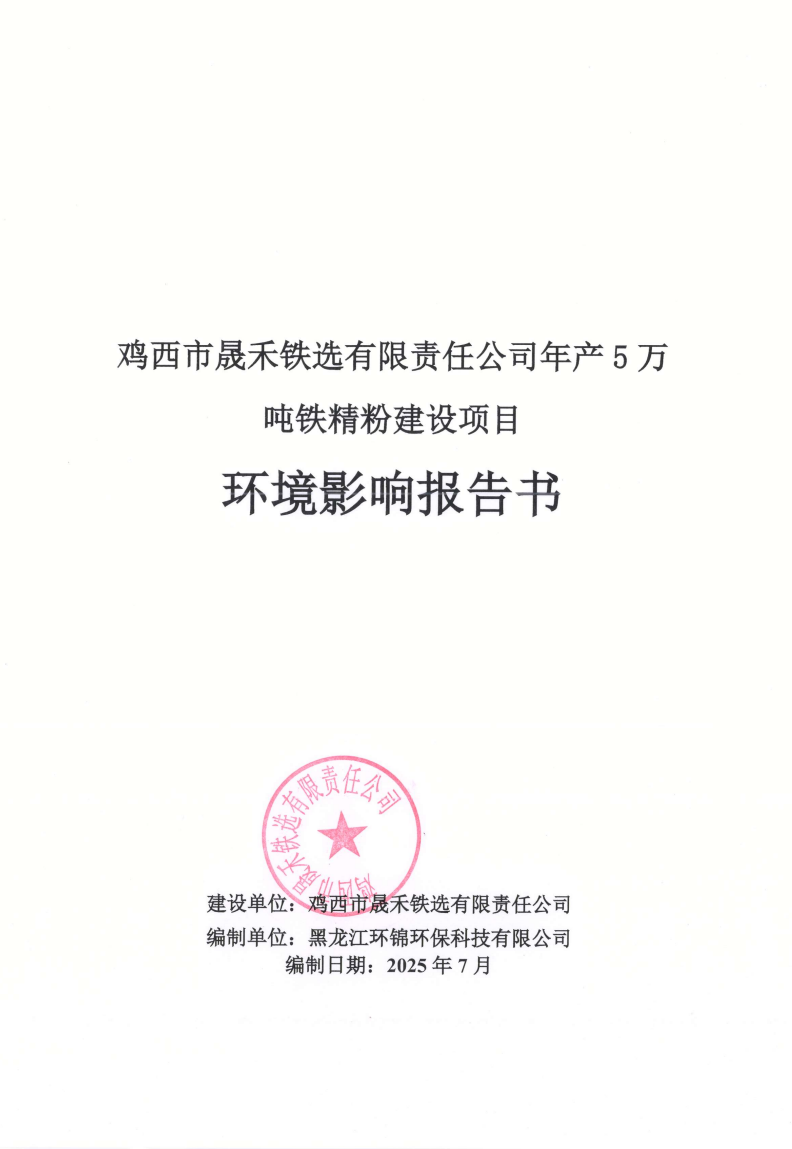 鸡西市晟禾铁选有限责任公司年产 5 万
吨铁精粉建设项目
环境影响报告书
鸡西市晟禾铁选有限责任公司
建设单位：鸡西市晟禾铁选有限责任公司
编制单位：黑龙江环锦环保科技有限公司
编制日期：2025 年 7 月